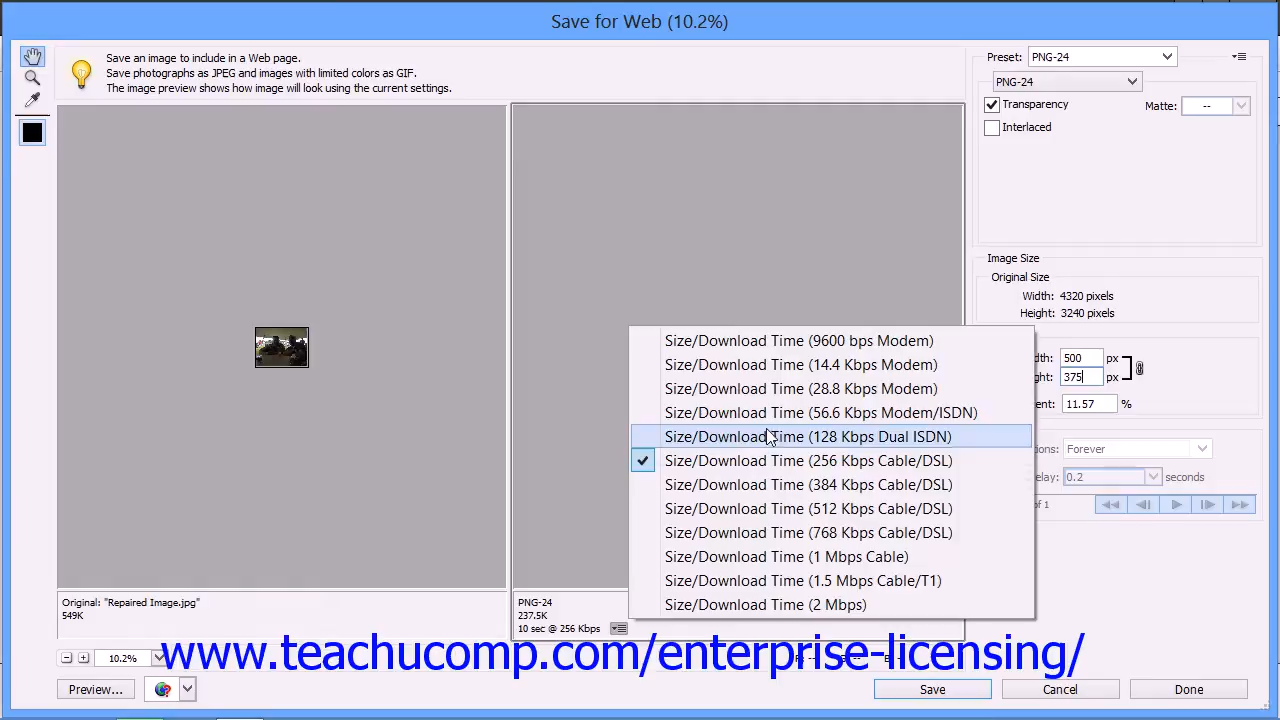 Save for Web (10.2%)
Save an image to include in a Web page.
Save photographs as JPEG and images with limited colors as GIF.
The image preview shows how image will look using the current settings.
Preset: PNG-24
PNG-24
Transparency Matte: --
Interlaced
Image Size
Original Size
Width: 4320 pixels
Height: 3240 pixels
Size/Download Time (9600 bps Modem)
Size/Download Time (14.4 Kbps Modem)
Size/Download Time (28.8 Kbps Modem)
Size/Download Time (56.6 Kbps Modem/ISDN)
Size/Download Time (128 Kbps Dual ISDN)
Size/Download Time (256 Kbps Cable/DSL)
Size/Download Time (384 Kbps Cable/DSL)
Size/Download Time (512 Kbps Cable/DSL)
Size/Download Time (768 Kbps Cable/DSL)
Size/Download Time (1 Mbps Cable)
Size/Download Time (1.5 Mbps Cable/T1)
Size/Download Time (2 Mbps)
dth: 500 px
ght: 375 px
ent: 11.57 %
ons: Forever
elay: 0.2 seconds
of 1
Original: "Repaired Image.jpg"
549K
PNG-24
237.5K
10 sec @ 256 Kbps
10.2%
www.teachucomp.com/enterprise-licensing/
Preview...
Save Cancel Done